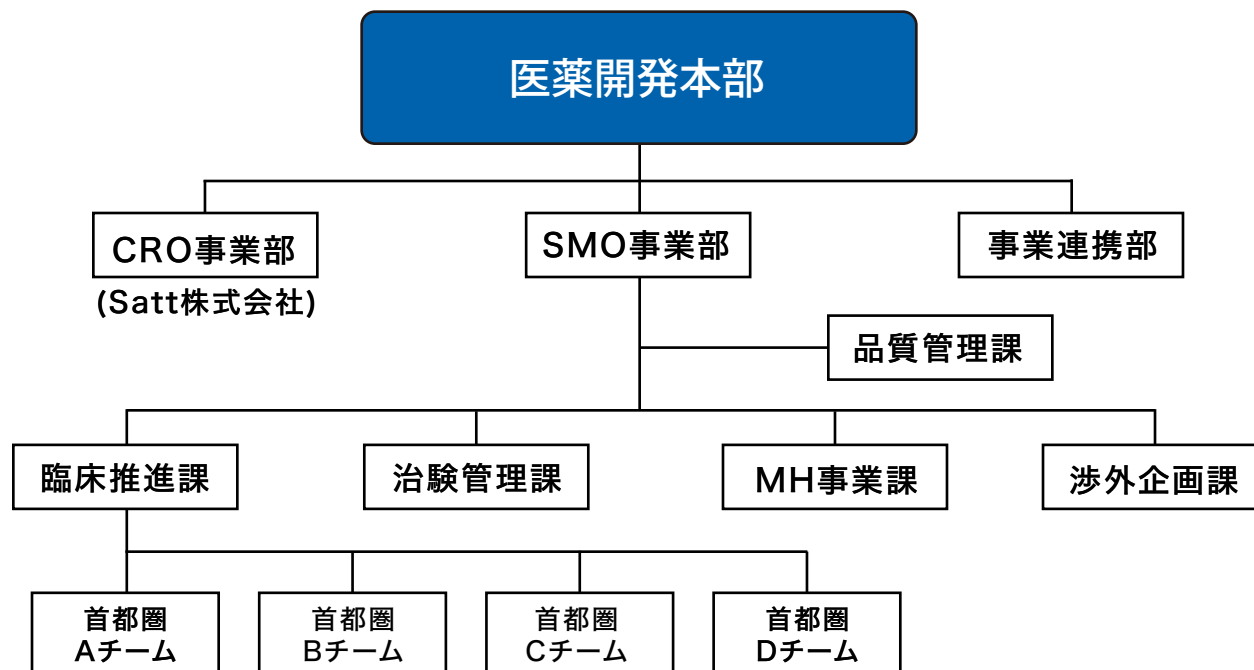 医薬開発本部
CRO事業部
(Satt株式会社)
SMO事業部
事業連携部
品質管理課
臨床推進課
治験管理課
MH事業課
渉外企画課
首都圏
Aチーム
首都圏
Bチーム
首都圏
Cチーム
首都圏
Dチーム